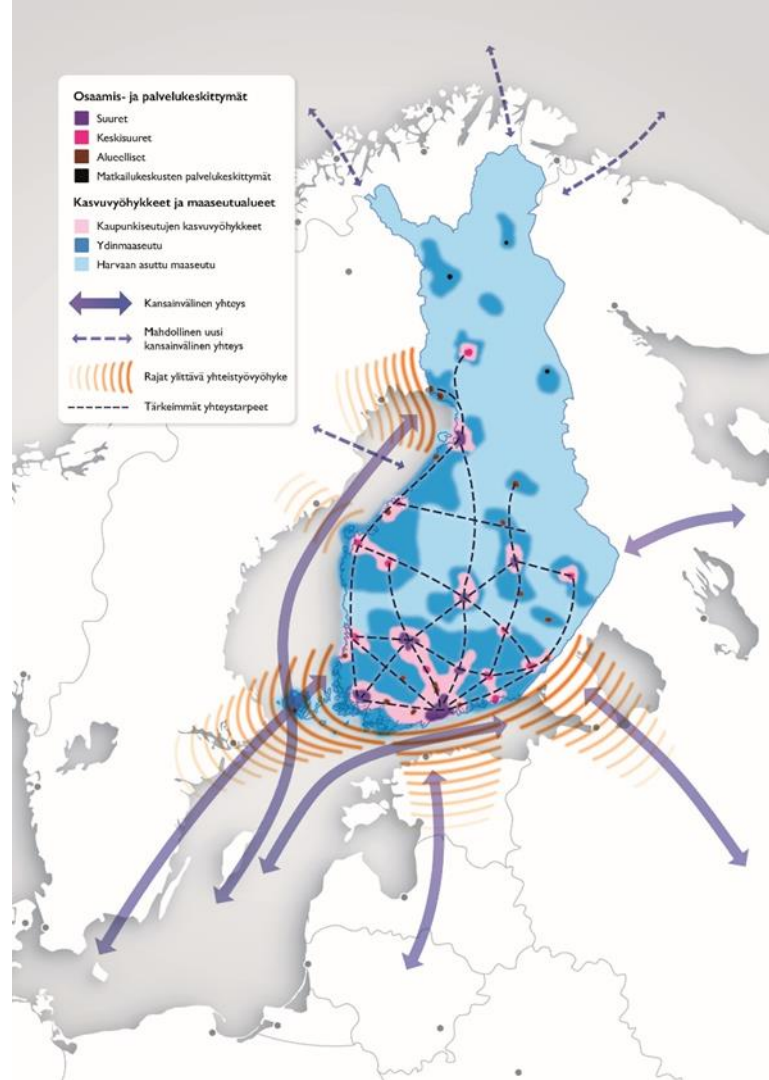 Osaamis- ja palvelukeskittymät
Suuret
Keskisuuret
Alueelliset
Matkailukeskusten palvelukeskittymät
Kasvuvyöhykkeet ja maaseutualueet
Kaupunkiseutujen kasvuvyöhykkeet
Ydinmaaseutu
Harvaan asuttu maaseutu
Kansainvälinen yhteys
Mahdollinen uusi
kansainvälinen yhteys
Rajat ylittävä yhteistyövyöhyke
Tärkeimmät yhteystarpeet